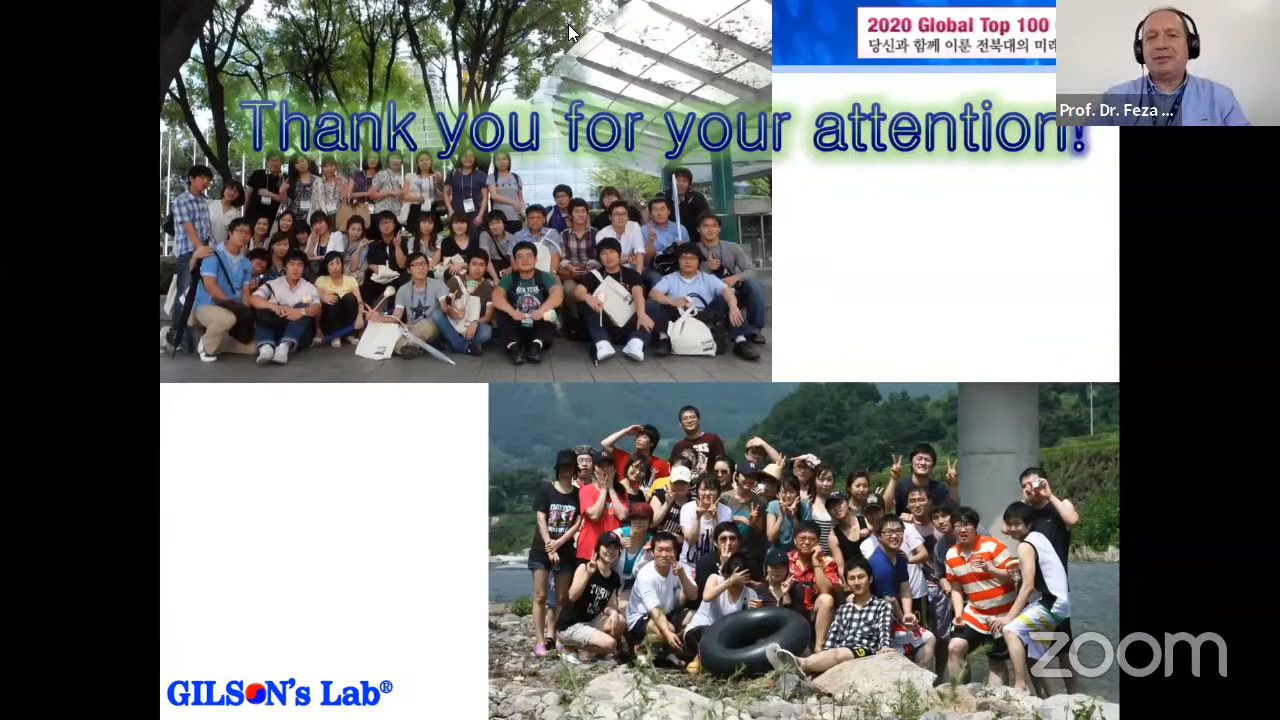 2020 Global Top 100
당신과 함께 이룬 전북대의 미래
Thank you for your attention!
Prof. Dr. Feza ...
GILSON's Lab®
zoom